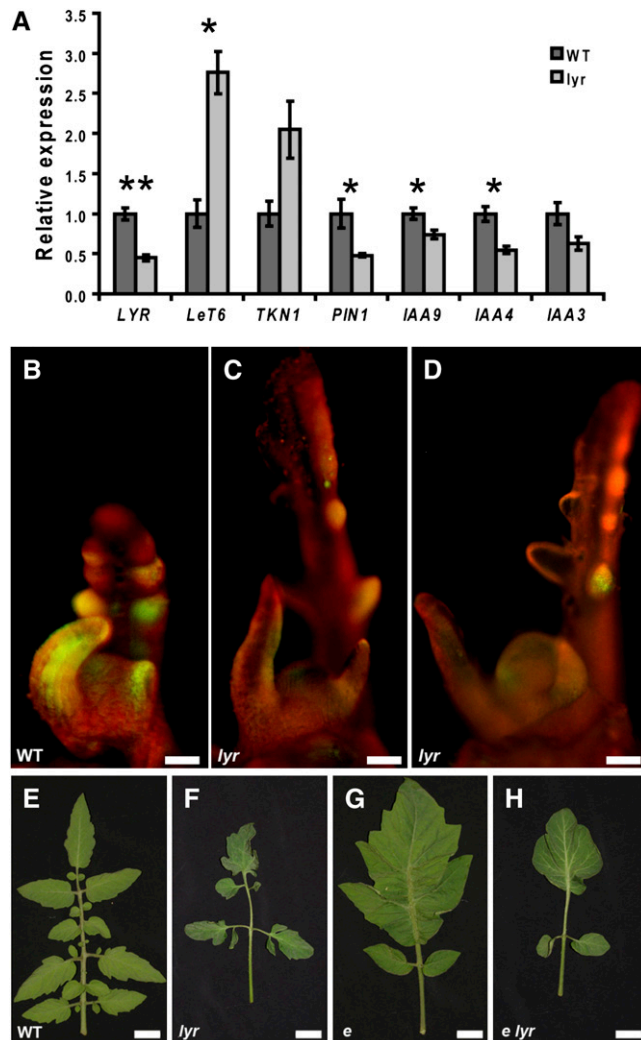 A
3.5
3.0
2.5
2.0
1.5
1.0
0.5
0.0
Relative expression
WT
lyr
** * * * *
LYR LeT6 TKN1 PIN1 IAA9 IAA4 IAA3
B C D
WT lyr lyr
E F G H
WT lyr e e lyr